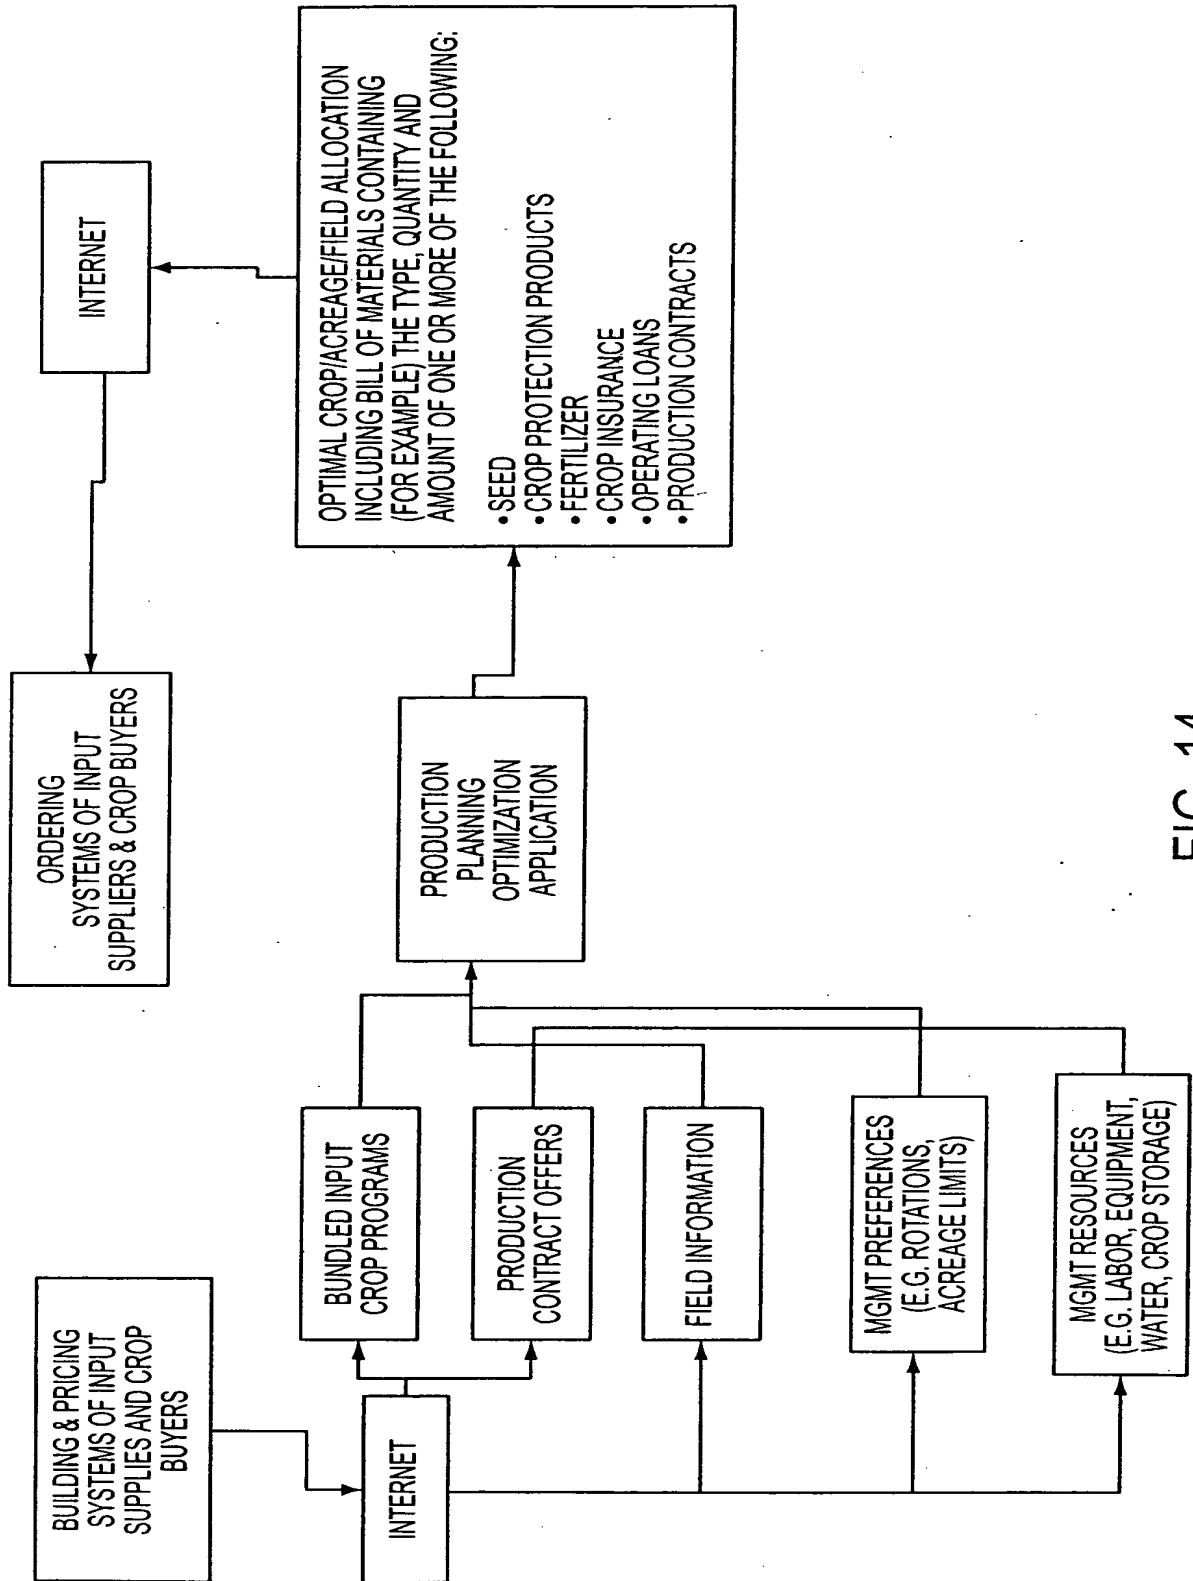 BUILDING & PRICING
SYSTEMS OF INPUT
SUPPLIES AND CROP
BUYERS
INTERNET
BUNDLED INPUT
CROP PROGRAMS
PRODUCTION
CONTRACT OFFERS
FIELD INFORMATION
MGMT PREFERENCES
(E.G. ROTATIONS,
ACREAGE LIMITS)
MGMT RESOURCES
(E.G. LABOR, EQUIPMENT,
WATER, CROP STORAGE)
PRODUCTION
PLANNING
OPTIMIZATION
APPLICATION
ORDERING
SYSTEMS OF INPUT
SUPPLIERS & CROP BUYERS
INTERNET
OPTIMAL CROP/ACREAGE/FIELD ALLOCATION
INCLUDING BILL OF MATERIALS CONTAINING
(FOR EXAMPLE) THE TYPE, QUANTITY AND
AMOUNT OF ONE OR MORE OF THE FOLLOWING:
• SEED
• CROP PROTECTION PRODUCTS
• FERTILIZER
• CROP INSURANCE
• OPERATING LOANS
• PRODUCTION CONTRACTS
FIG. 14